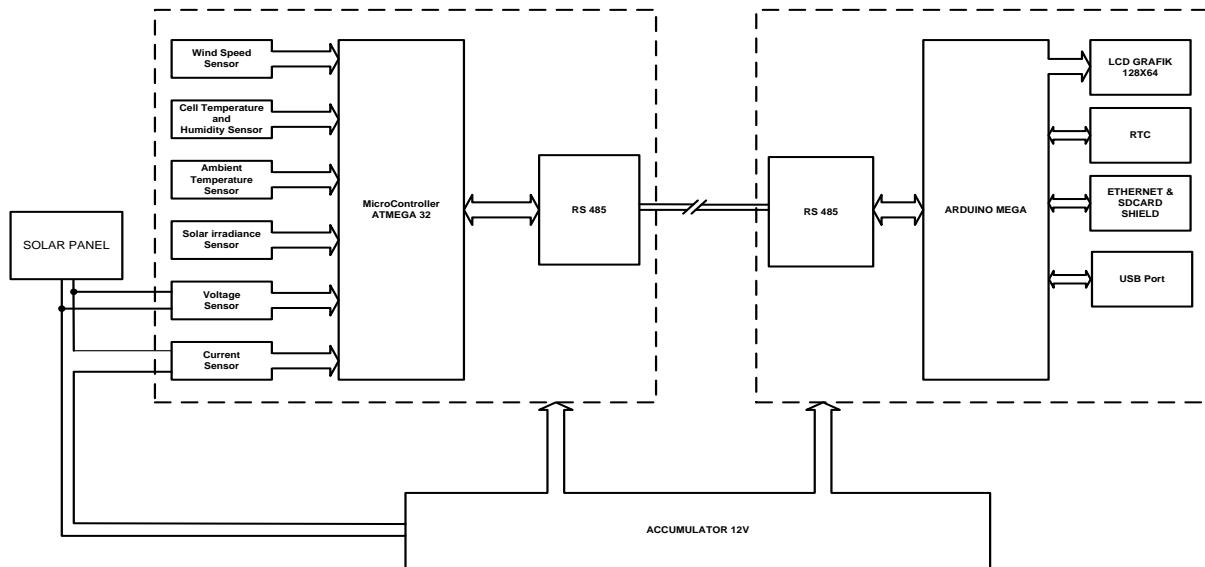 Wind Speed
Sensor
Cell Temperature
and
Humidity Sensor
Ambient
Temperature
Sensor
Solar irradiance
Sensor
Voltage
Sensor
Current
Sensor
SOLAR PANEL
MicroController
ATMEGA 32
RS 485
RS 485
ARDUINO MEGA
LCD GRAFIK
128X64
RTC
ETHERNET &
SDCARD
SHIELD
USB Port
ACCUMULATOR 12V